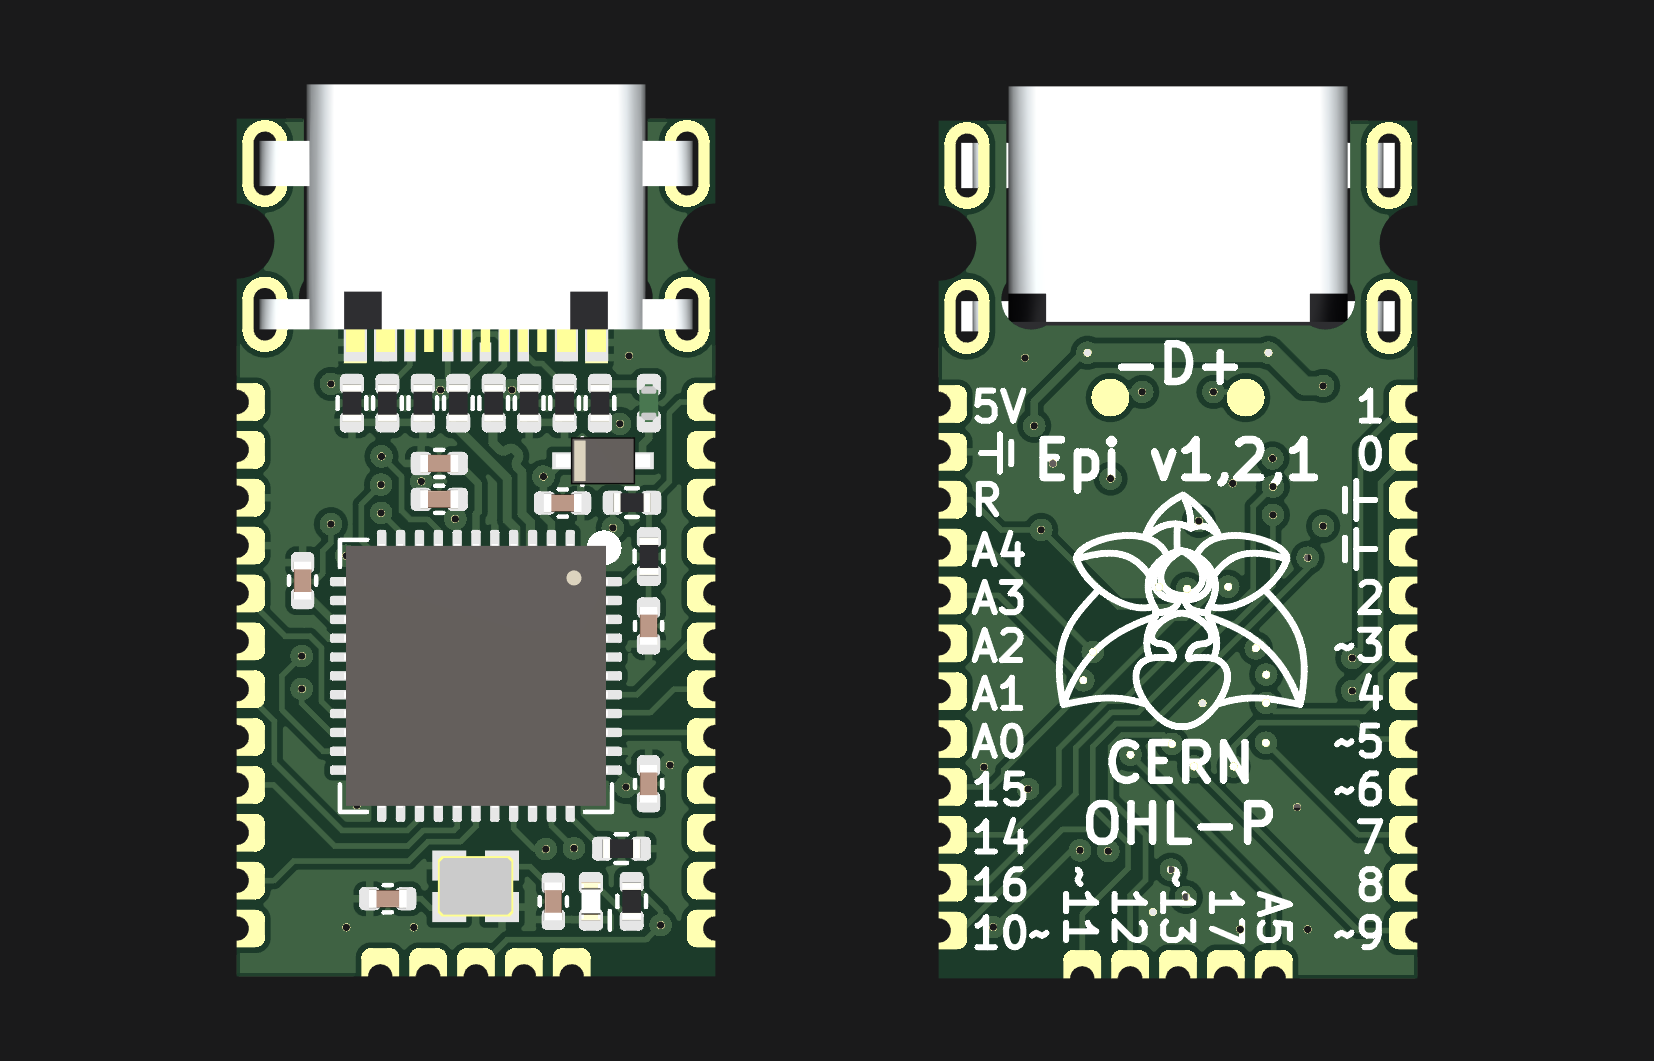 -D+
5V 1
Epi v1,2,1
0
R
A4
A3 2
A2 ~3
A1 4
A0 ~5
CERN
15 ~6
OHL-P
14 7
16 8
10~ ~9
~11
12
~13
17
A5